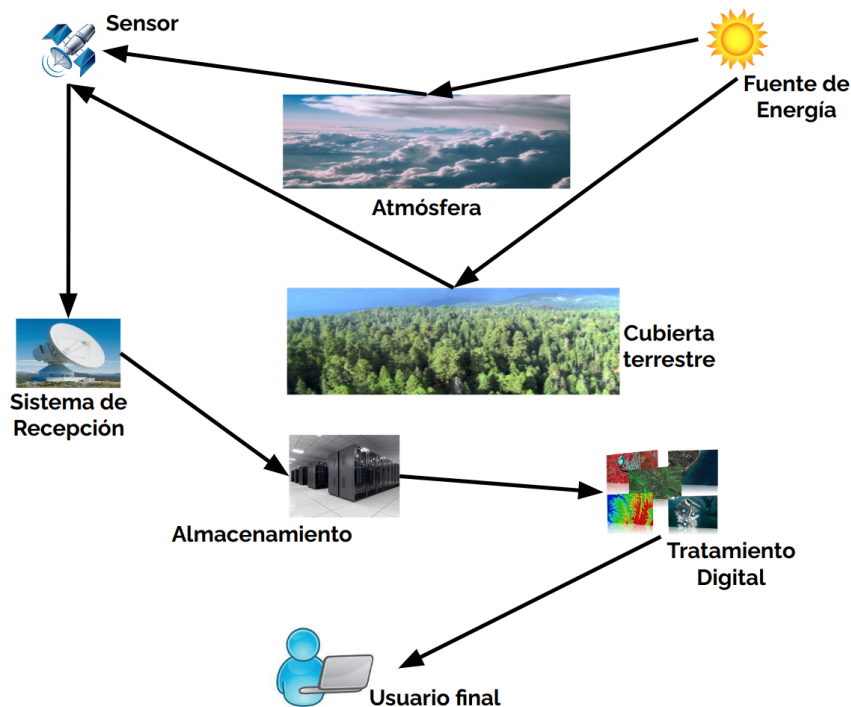 Sensor
Fuente de
Energía
Atmósfera
Cubierta
terrestre
Sistema de
Recepción
Almacenamiento
Tratamiento
Digital
Usuario final